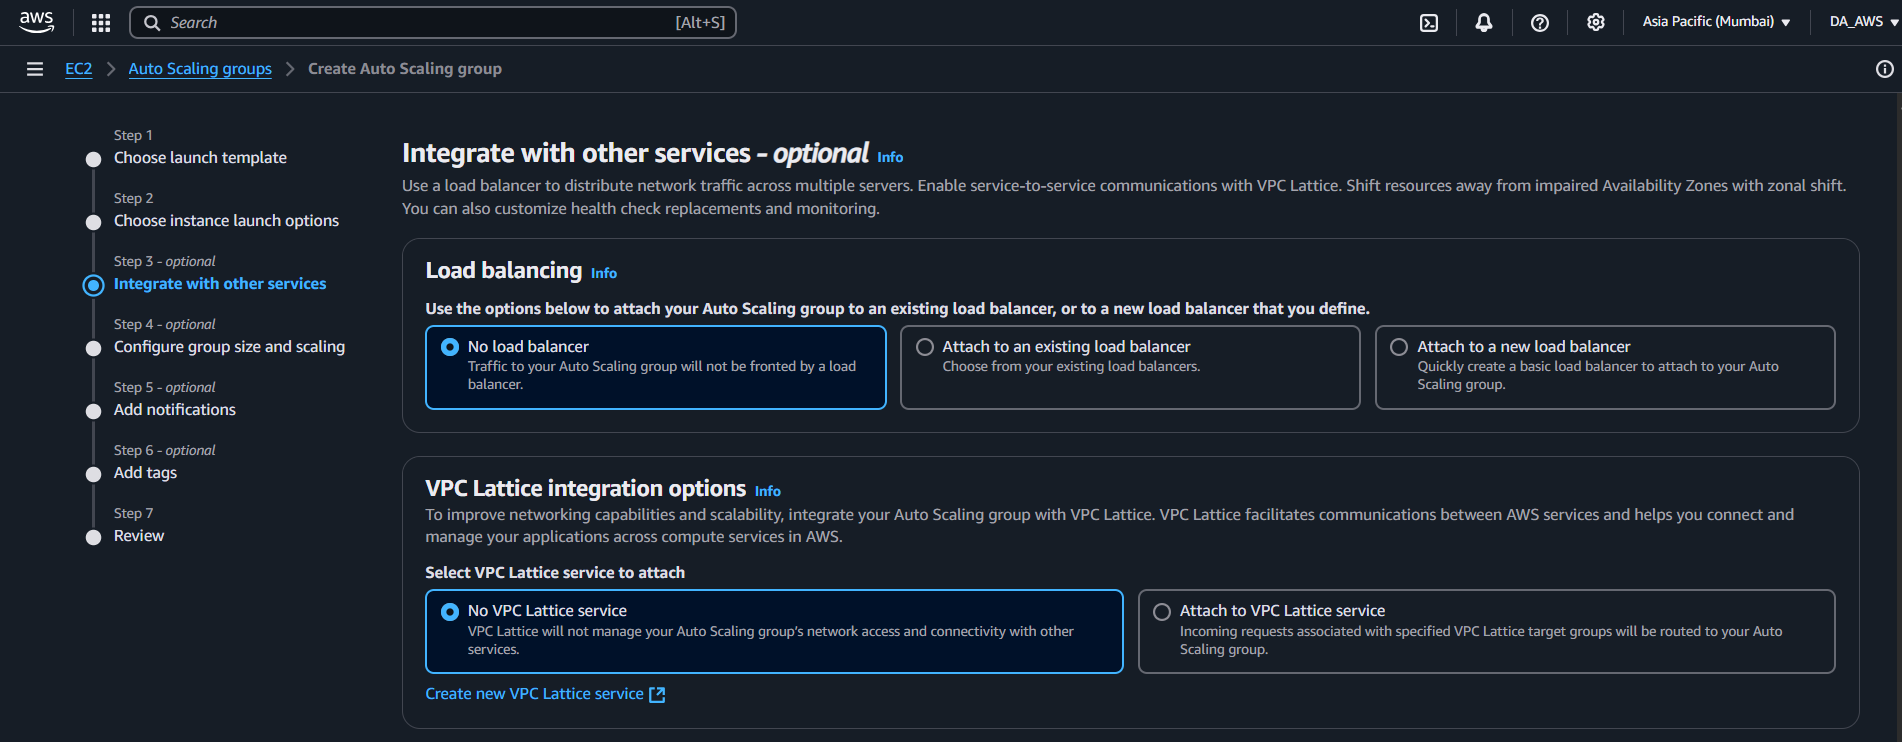 aws
Search [Alt+S]
Asia Pacific (Mumbai)
DA_AWS
EC2
Auto Scaling groups
Create Auto Scaling group
Step 1
Choose launch template
Step 2
Choose instance launch options
Step 3 - optional
Integrate with other services
Step 4 - optional
Configure group size and scaling
Step 5 - optional
Add notifications
Step 6 - optional
Add tags
Step 7
Review
Integrate with other services - optional Info
Use a load balancer to distribute network traffic across multiple servers. Enable service-to-service communications with VPC Lattice. Shift resources away from impaired Availability Zones with zonal shift.
You can also customize health check replacements and monitoring.
Load balancing Info
Use the options below to attach your Auto Scaling group to an existing load balancer, or to a new load balancer that you define.
No load balancer
Traffic to your Auto Scaling group will not be fronted by a load
balancer.
Attach to an existing load balancer
Choose from your existing load balancers.
Attach to a new load balancer
Quickly create a basic load balancer to attach to your Auto
Scaling group.
VPC Lattice integration options Info
To improve networking capabilities and scalability, integrate your Auto Scaling group with VPC Lattice. VPC Lattice facilitates communications between AWS services and helps you connect and
manage your applications across compute services in AWS.
Select VPC Lattice service to attach
No VPC Lattice service
VPC Lattice will not manage your Auto Scaling group's network access and connectivity with other
services.
Attach to VPC Lattice service
Incoming requests associated with specified VPC Lattice target groups will be routed to your Auto
Scaling group.
Create new VPC Lattice service